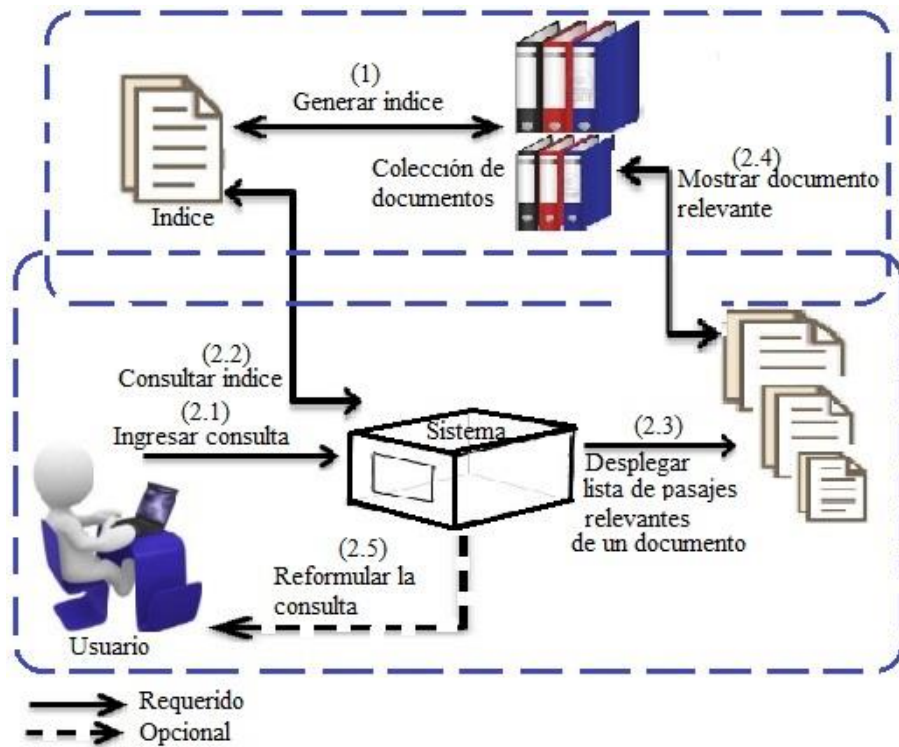 (1)
Generar indice
Indice
Colección de
documentos
(2.4)
Mostrar documento
relevante
(2.2)
Consultar indice
(2.1)
Ingresar consulta
Sistema
(2.3)
Desplegar
lista de pasajes
relevantes
de un documento
(2.5)
Reformular la
consulta
Usuario
Requerido
Opcional